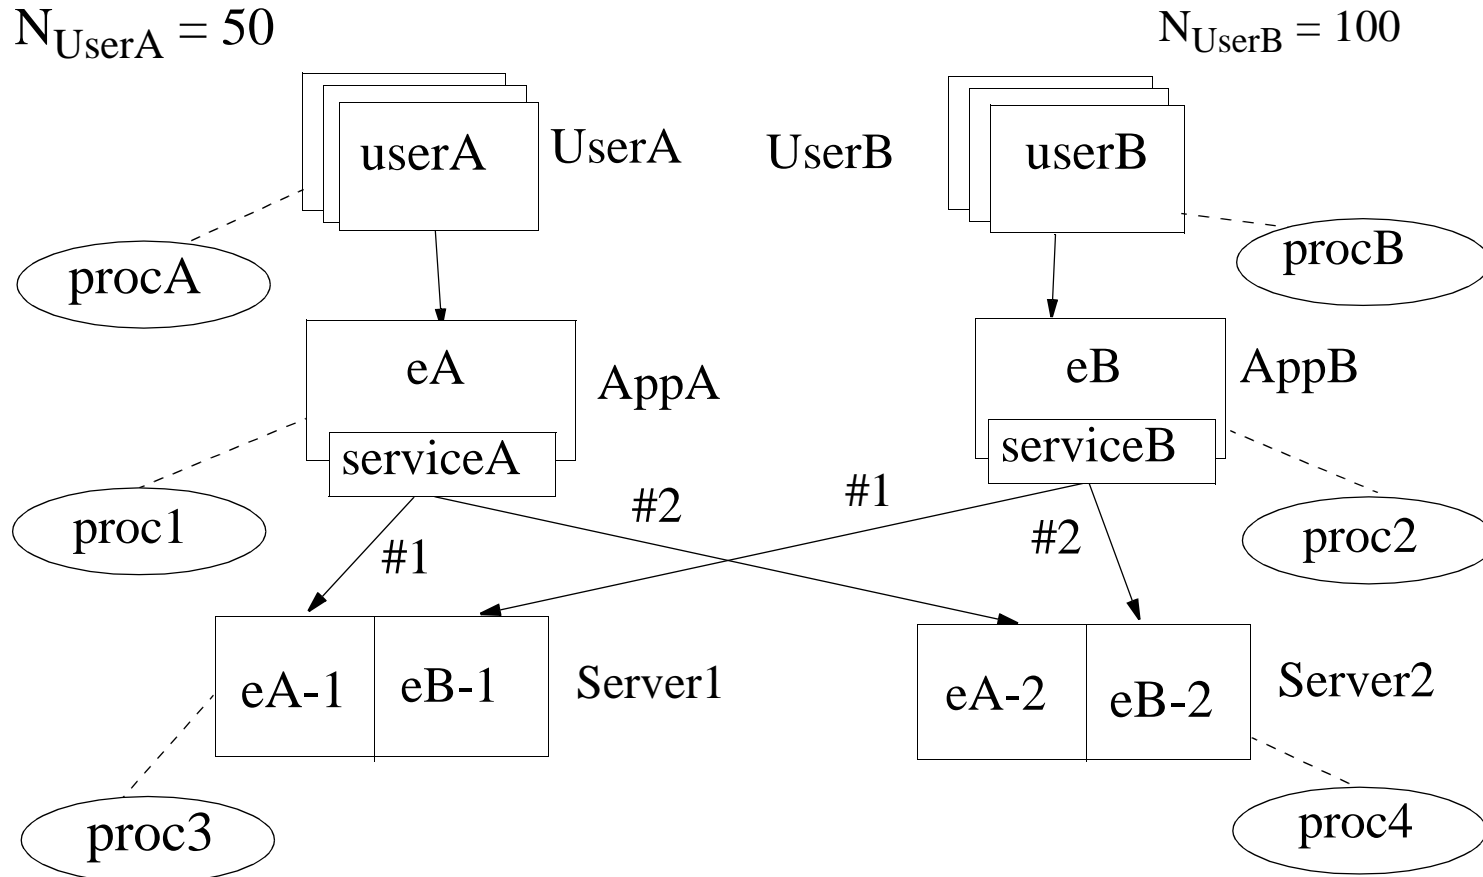 N_UserA = 50
N_UserB = 100
userA
UserA
UserB
userB
procA
procB
eA
AppA
eB
AppB
serviceA
serviceB
proc1
#1
#2
#1
#2
proc2
eA-1
eB-1
Server1
eA-2
eB-2
Server2
proc3
proc4